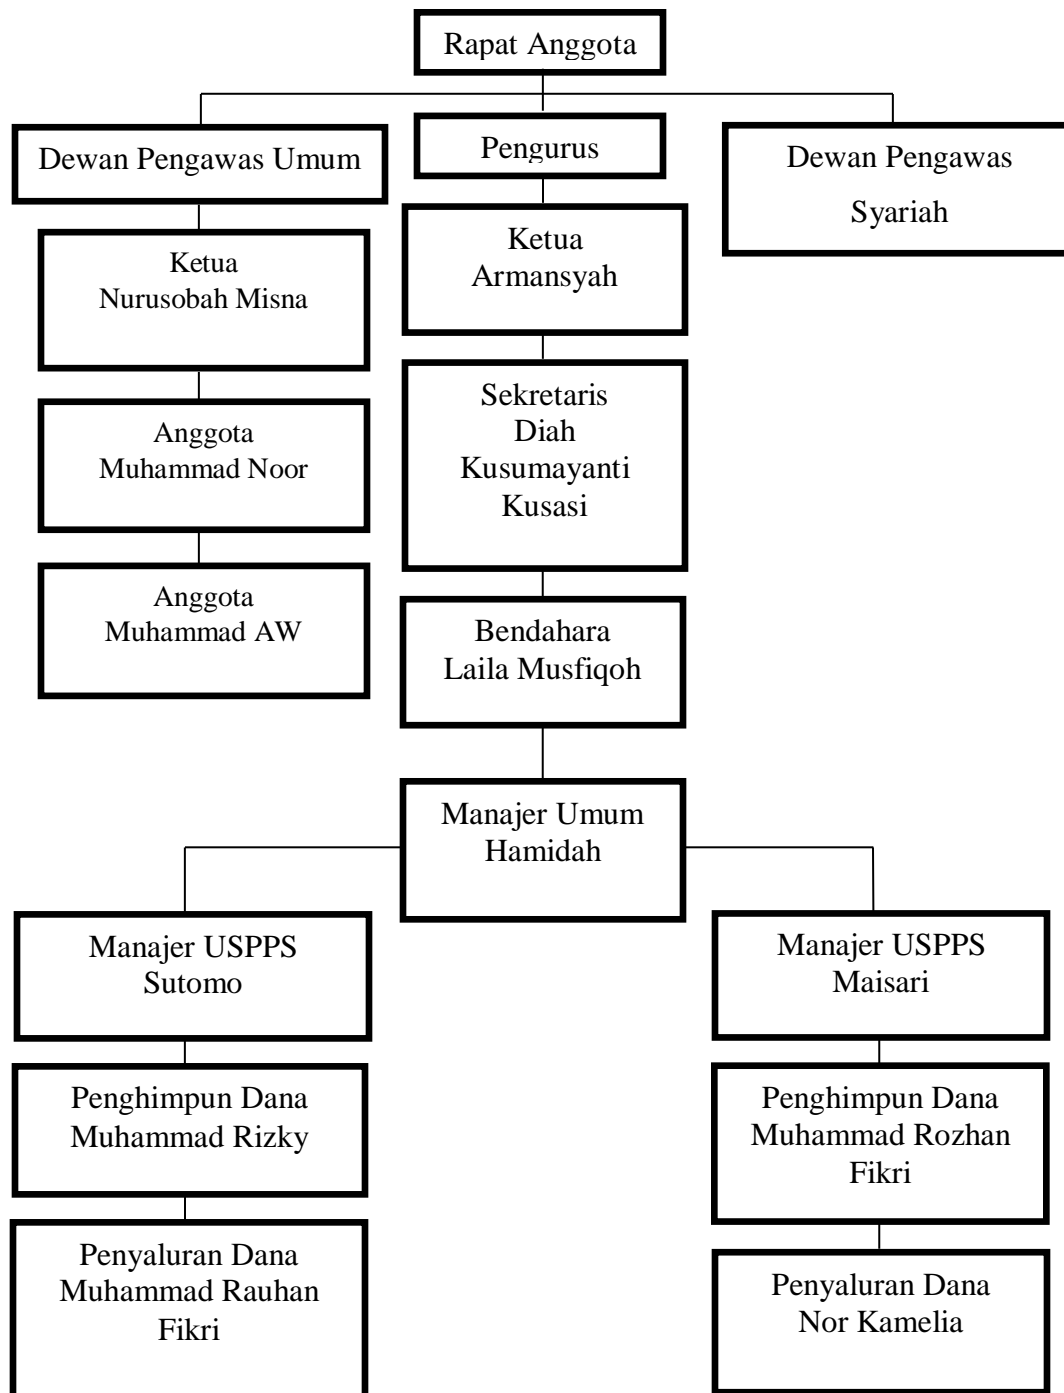 Rapat Anggota
Dewan Pengawas Umum
Pengurus
Dewan Pengawas
Syariah
Ketua
Nurusobah Misna
Ketua
Armansyah
Anggota
Muhammad Noor
Sekretaris
Diah
Kusumayanti
Kusasi
Anggota
Muhammad AW
Bendahara
Laila Musfiqoh
Manajer Umum
Hamidah
Manajer USPPS
Sutomo
Manajer USPPS
Maisari
Penghimpun Dana
Muhammad Rizky
Penghimpun Dana
Muhammad Rozhan
Fikri
Penyaluran Dana
Muhammad Rauhan
Fikri
Penyaluran Dana
Nor Kamelia